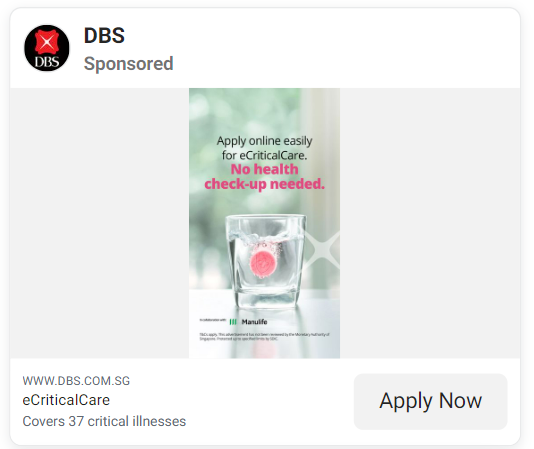 DBS
DBS
Sponsored
Apply online easily
for eCriticalCare.
No health
check-up needed.
In collaboration with Manulife
T&Cs apply. This advertisement has not been reviewed by the Monetary Authority of
Singapore. Protected up to specified limits by SDIC.
WWW.DBS.COM.SG
eCriticalCare
Covers 37 critical illnesses
Apply Now